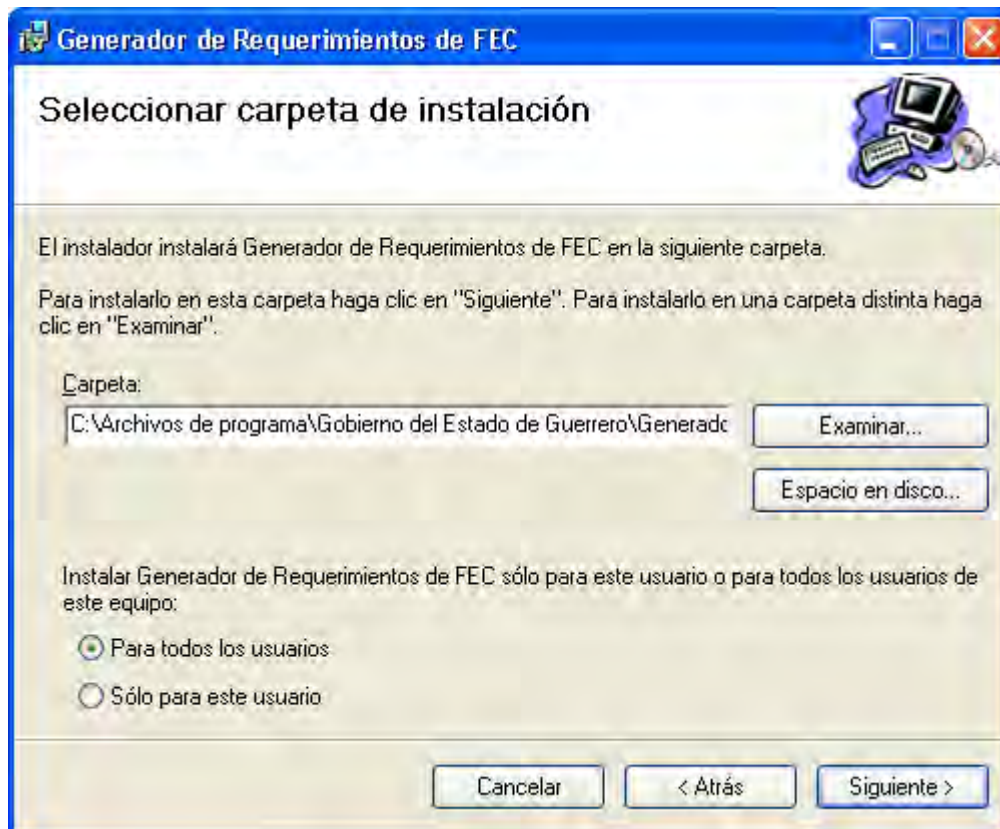 Generador de Requerimientos de FEC
Seleccionar carpeta de instalación
El instalador instalará Generador de Requerimientos de FEC en la siguiente carpeta.
Para instalarlo en esta carpeta haga clic en "Siguiente". Para instalarlo en una carpeta distinta haga
clic en "Examinar".
Carpeta:
C:\Archivos de programa\Gobierno del Estado de Guerrero\Generado
Examinar...
Espacio en disco...
Instalar Generador de Requerimientos de FEC sólo para este usuario o para todos los usuarios de
este equipo:
Para todos los usuarios
Sólo para este usuario
Cancelar
< Atrás
Siguiente >